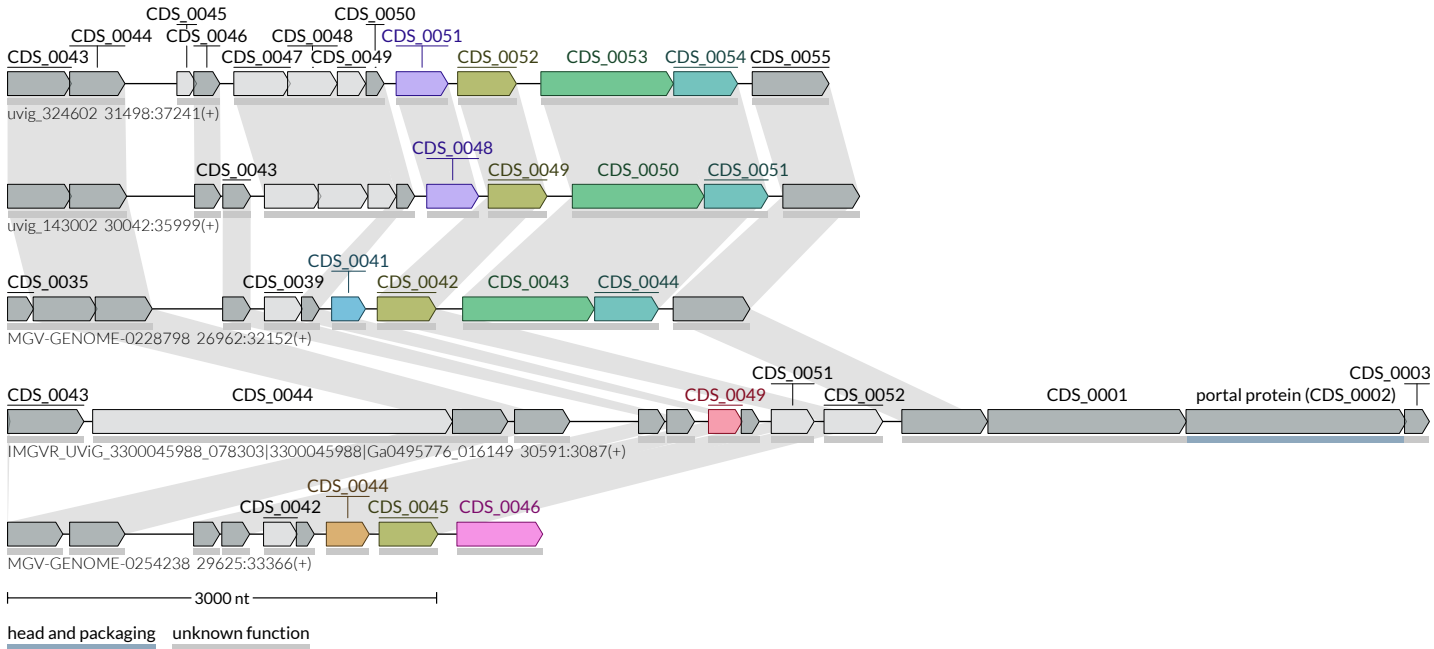 CDS_0045 CDS_0050
CDS_0044 CDS_0046 CDS_0048 CDS_0051
CDS_0043 CDS_0047 CDS_0049 CDS_0052 CDS_0053 CDS_0054 CDS_0055
uvig_324602 31498:37241(+)
CDS_0048
CDS_0043 CDS_0049 CDS_0050 CDS_0051
uvig_143002 30042:35999(+)
CDS_0041
CDS_0035 CDS_0039 CDS_0042 CDS_0043 CDS_0044
MGV-GENOME-0228798 26962:32152(+)
CDS_0051 CDS_0003
CDS_0043 CDS_0044 CDS_0049 CDS_0052 CDS_0001 portal protein (CDS_0002)
IMGVR_UViG_3300045988_078303|3300045988|Ga0495776_016149 30591:3087(+)
CDS_0044
CDS_0042 CDS_0045 CDS_0046
MGV-GENOME-0254238 29625:33366(+)
3000 nt
head and packaging unknown function